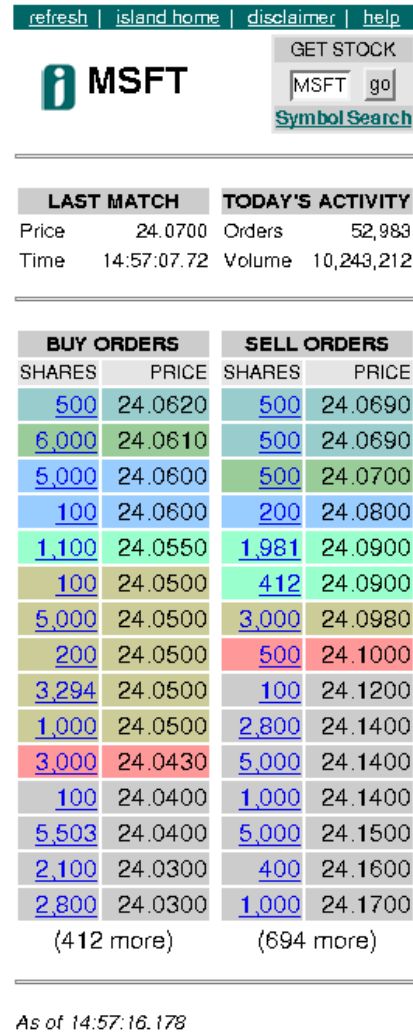 refresh | island home | disclaimer | help
GET STOCK
i MSFT
MSFT go
Symbol Search
LAST MATCH TODAY'S ACTIVITY
Price 24.0700 Orders 52,983
Time 14:57:07.72 Volume 10,243,212
BUY ORDERS SELL ORDERS
SHARES PRICE SHARES PRICE
500 24.0620 500 24.0690
6,000 24.0610 500 24.0690
5,000 24.0600 500 24.0700
100 24.0600 200 24.0800
1,100 24.0550 1,981 24.0900
100 24.0500 412 24.0900
5,000 24.0500 3,000 24.0980
200 24.0500 500 24.1000
3,294 24.0500 100 24.1200
1,000 24.0500 2,800 24.1400
3,000 24.0430 5,000 24.1400
100 24.0400 1,000 24.1400
5,503 24.0400 5,000 24.1500
2,100 24.0300 400 24.1600
2,800 24.0300 1,000 24.1700
(412 more) (694 more)
As of 14:57:16.178